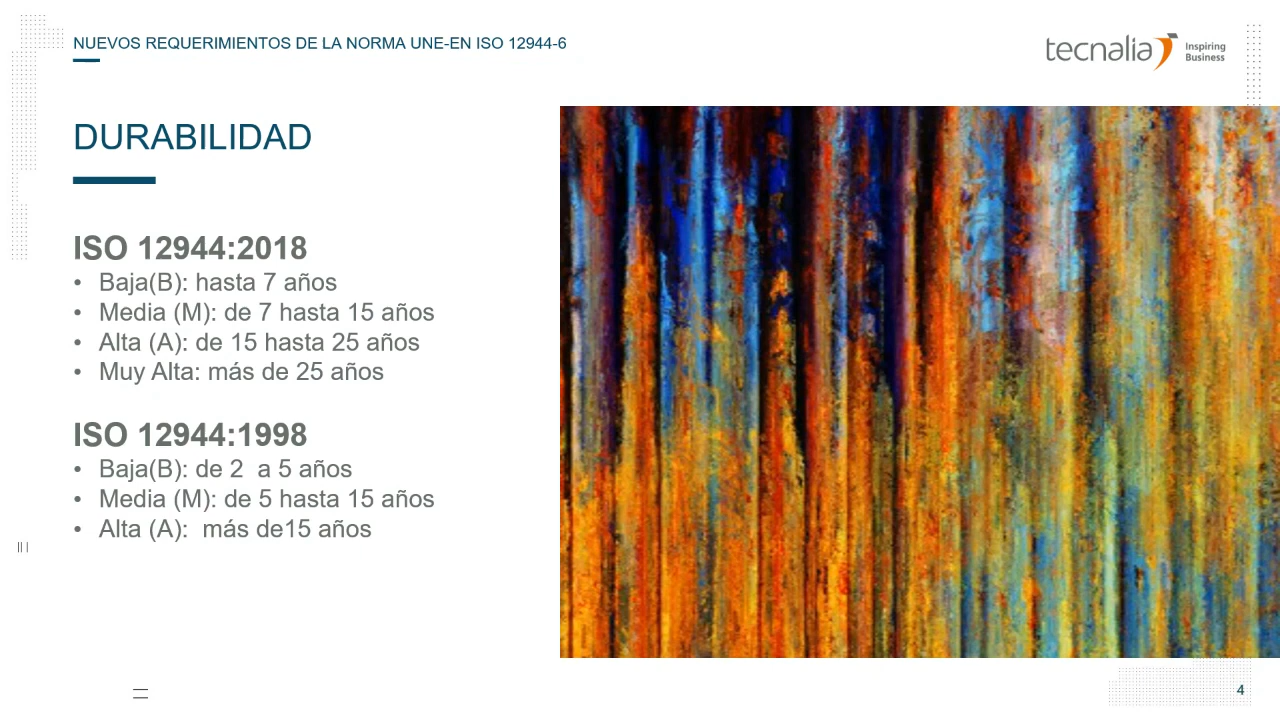 NUEVOS REQUERIMIENTOS DE LA NORMA UNE-EN ISO 12944-6
tecnalia Inspiring Business
DURABILIDAD
ISO 12944:2018
• Baja(B): hasta 7 años
• Media (M): de 7 hasta 15 años
• Alta (A): de 15 hasta 25 años
• Muy Alta: más de 25 años
ISO 12944:1998
• Baja(B): de 2  a 5 años
• Media (M): de 5 hasta 15 años
• Alta (A):  más de15 años
4